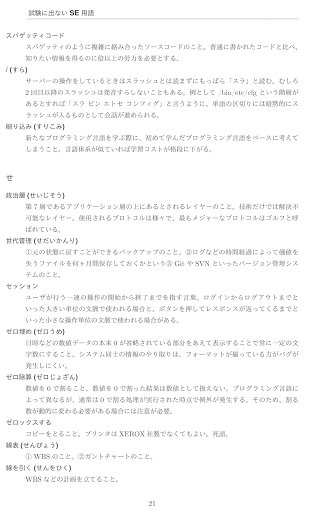 試験に出ない SE 用語
スパゲッティコード
スパゲッティのように複雑に絡み合ったソースコードのこと。普通に書かれたコードと比べ、
知りたい情報を得るのに倍以上の労力を必要とする。
/ (すら)
サーバーの操作をしているときはスラッシュとは読まずにもっぱら「スラ」と読む。むしろ
2 回目以降のスラッシュは発音すらしないこともある。例として /bin/etc/cfg という階層が
あるとすれば「スラ ビン エトセ コンフィグ」と言うように、単語の区切りには暗黙的にス
ラッシュが入るものとして会話が進められる。
刷り込み (すりこみ)
新たなプログラミング言語を学ぶ際に、初めて学んだプログラミング言語をベースに考えて
しまうこと。言語体系が似ていれば学習コストが格段に下がる。
せ
政治層 (せいじそう)
第 7 層であるアプリケーション層の上にあるとされるレイヤーのこと。技術だけでは解決不
可能なレイヤー。使用されるプロトコルは様々で、最もメジャーなプロトコルはゴルフと呼
ばれている。
世代管理 (せだいかんり)
①元の状態に戻すことができるバックアップのこと。②ログなどの時間経過によって価値を
失うファイルを何ヶ月間保存しておくかという③ Git や SVN といったバージョン管理シス
テムのこと。
セッション
ユーザが行う一連の操作の開始から終了までを指す言葉。ログインからログアウトまでと
いった大きい単位の文脈で使われる場合と、ボタンを押してレスポンスが返ってくるまでと
いった小さな操作単位の文脈で使われる場合がある。
ゼロ埋め (ゼロうめ)
日時などの数値データの本来 0 が省略されている部分をあえて表示することで常に一定の文
字数にすること。システム同士の情報のやり取りは、フォーマットが揃っている方がバグが
発生しにくい。
ゼロ除算 (ゼロじょざん)
数値を 0 で割ること。数値を 0 で割った結果は数値として扱えない。プログラミング言語に
よって異なるが、通常は 0 で割る処理が実行された時点で例外が発生する。そのため、割る
数が動的に変わる必要がある場合には注意が必要。
ゼロックスする
コピーをとること。プリンタは XEROX 社製でなくてもよい。死語。
線表 (せんぴょう)
① WBS のこと。②ガントチャートのこと。
線を引く (せんをひく)
WBS などの計画を立てること。
21